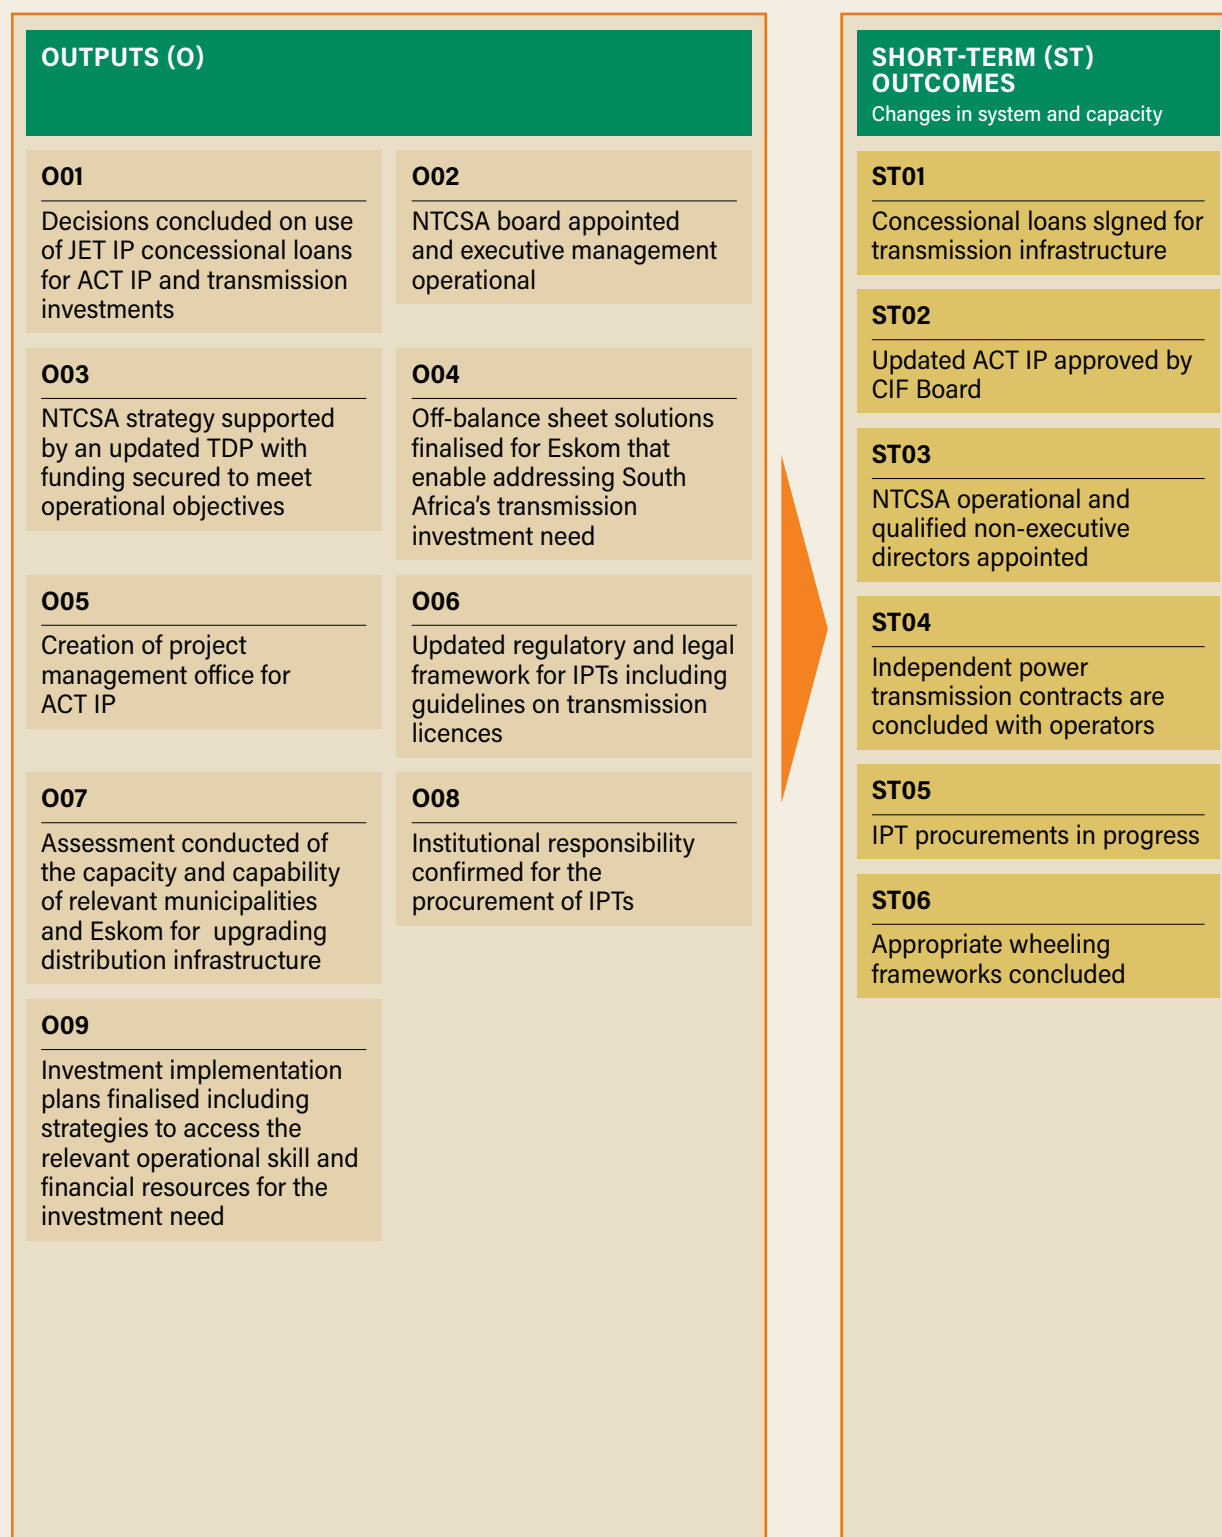 OUTPUTS (O)
O01
Decisions concluded on use
of JET IP concessional loans
for ACT IP and transmission
investments
O02
NTCSA board appointed
and executive management
operational
O03
NTCSA strategy supported
by an updated TDP with
funding secured to meet
operational objectives
O04
Off-balance sheet solutions
finalised for Eskom that
enable addressing South
Africa's transmission
investment need
O05
Creation of project
management office for
ACT IP
O06
Updated regulatory and legal
framework for IPTs including
guidelines on transmission
licences
O07
Assessment conducted of
the capacity and capability
of relevant municipalities
and Eskom for  upgrading
distribution infrastructure
O08
Institutional responsibility
confirmed for the
procurement of IPTs
O09
Investment implementation
plans finalised including
strategies to access the
relevant operational skill and
financial resources for the
investment need
SHORT-TERM (ST)
OUTCOMES
Changes in system and capacity
ST01
Concessional loans sIgned for
transmission infrastructure
ST02
Updated ACT IP approved by
CIF Board
ST03
NTCSA operational and
qualified non-executive
directors appointed
ST04
Independent power
transmission contracts are
concluded with operators
ST05
IPT procurements in progress
ST06
Appropriate wheeling
frameworks concluded